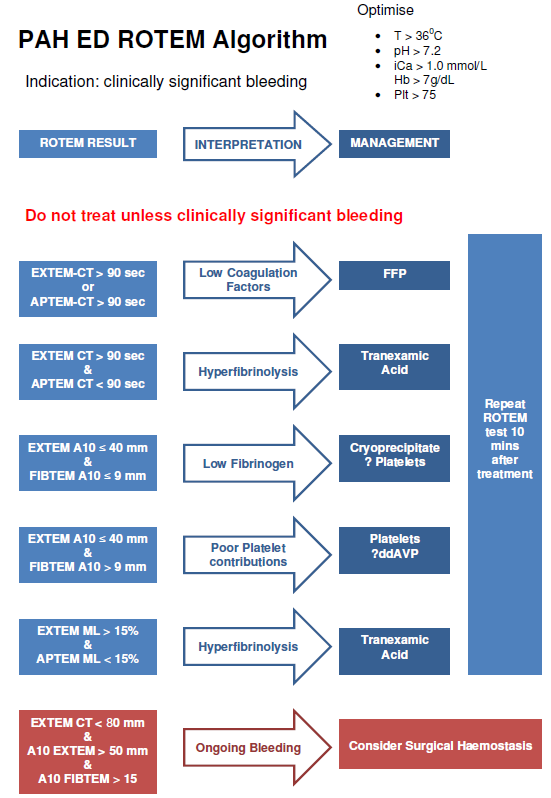 Optimise
PAH ED ROTEM Algorithm
• T > 36⁰C
• pH > 7.2
• iCa > 1.0 mmol/L
Hb > 7g/dL
• Plt > 75
Indication: clinically significant bleeding
ROTEM RESULT
INTERPRETATION
MANAGEMENT
Do not treat unless clinically significant bleeding
EXTEM-CT > 90 sec
or
APTEM-CT > 90 sec
Low Coagulation
Factors
FFP
EXTEM CT > 90 sec
&
APTEM CT < 90 sec
Hyperfibrinolysis
Tranexamic
Acid
EXTEM A10 ≤ 40 mm
&
FIBTEM A10 ≤ 9 mm
Low Fibrinogen
Cryoprecipitate
? Platelets
EXTEM A10 ≤ 40 mm
&
FIBTEM A10 > 9 mm
Poor Platelet
contributions
Platelets
?ddAVP
EXTEM ML > 15%
&
APTEM ML < 15%
Hyperfibrinolysis
Tranexamic
Acid
Repeat
ROTEM
test 10
mins
after
treatment
EXTEM CT < 80 mm
&
A10 EXTEM > 50 mm
&
A10 FIBTEM > 15
Ongoing Bleeding
Consider Surgical Haemostasis